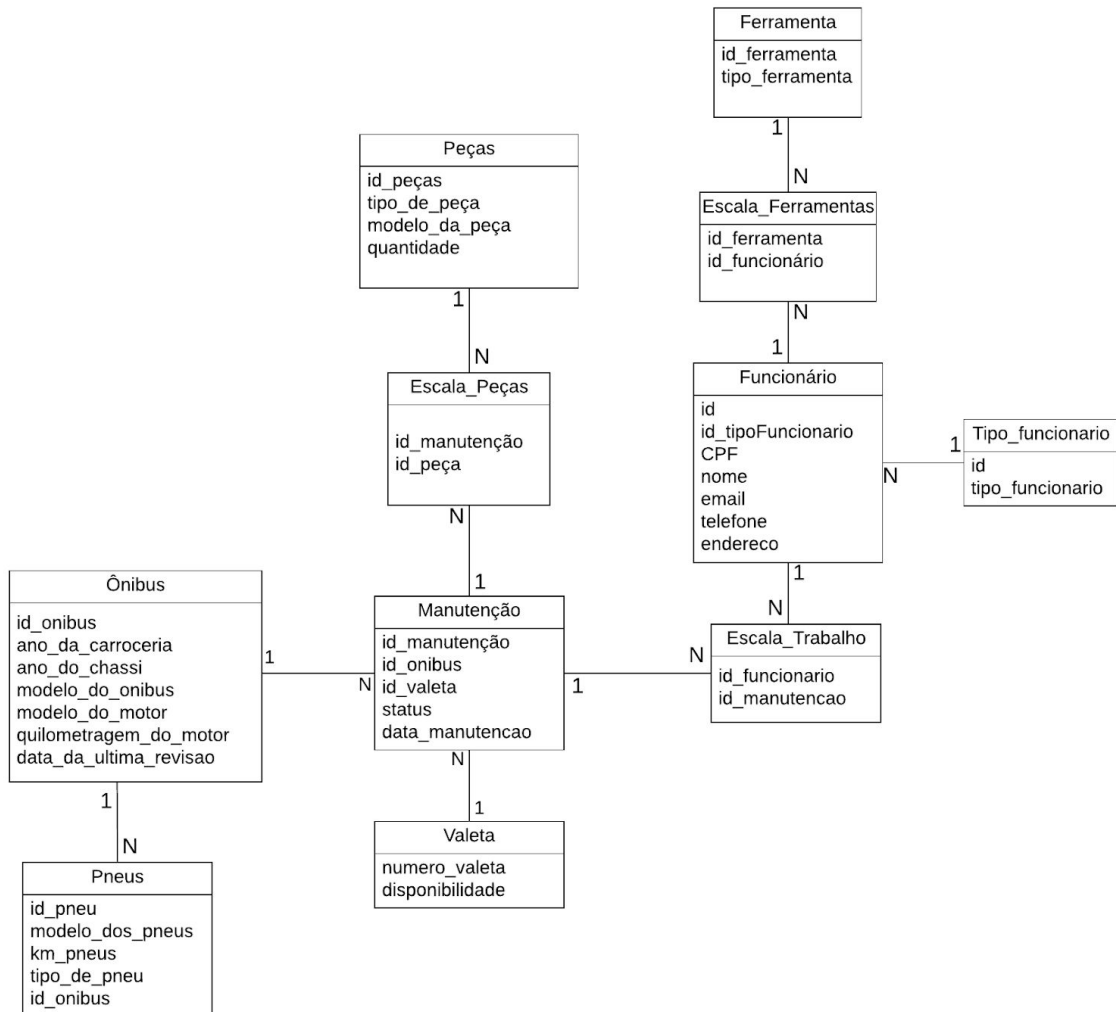 Ferramenta
id_ferramenta
tipo_ferramenta
1
N
Escala_Ferramentas
id_ferramenta
id_funcionário
N
1
Peças
id_peças
tipo_de_peça
modelo_da_peça
quantidade
1
N
Escala_Peças
id_manutenção
id_peça
N
1
Funcionário
id
id_tipoFuncionario
CPF
nome
email
telefone
endereco
N
1
Tipo_funcionario
id
tipo_funcionario
1
N
Escala_Trabalho
id_funcionario
id_manutencao
N
1
Manutenção
id_manutenção
id_onibus
id_valeta
status
data_manutencao
N
1
Ônibus
id_onibus
ano_da_carroceria
ano_do_chassi
modelo_do_onibus
modelo_do_motor
quilometragem_do_motor
data_da_ultima_revisao
1
N
Pneus
id_pneu
modelo_dos_pneus
km_pneus
tipo_de_pneu
id_onibus
N
1
Valeta
numero_valeta
disponibilidade